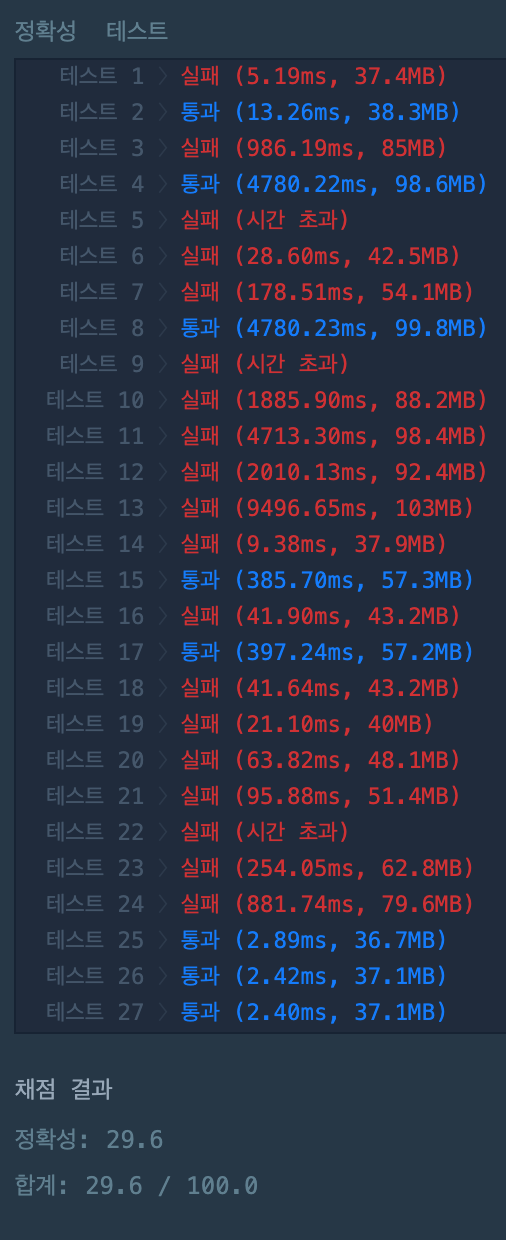 정확성  테스트
테스트 1 〉 실패 (5.19ms, 37.4MB)
테스트 2 〉 통과 (13.26ms, 38.3MB)
테스트 3 〉 실패 (986.19ms, 85MB)
테스트 4 〉 통과 (4780.22ms, 98.6MB)
테스트 5 〉 실패 (시간 초과)
테스트 6 〉 실패 (28.60ms, 42.5MB)
테스트 7 〉 실패 (178.51ms, 54.1MB)
테스트 8 〉 통과 (4780.23ms, 99.8MB)
테스트 9 〉 실패 (시간 초과)
테스트 10 〉 실패 (1885.90ms, 88.2MB)
테스트 11 〉 실패 (4713.30ms, 98.4MB)
테스트 12 〉 실패 (2010.13ms, 92.4MB)
테스트 13 〉 실패 (9496.65ms, 103MB)
테스트 14 〉 실패 (9.38ms, 37.9MB)
테스트 15 〉 통과 (385.70ms, 57.3MB)
테스트 16 〉 실패 (41.90ms, 43.2MB)
테스트 17 〉 통과 (397.24ms, 57.2MB)
테스트 18 〉 실패 (41.64ms, 43.2MB)
테스트 19 〉 실패 (21.10ms, 40MB)
테스트 20 〉 실패 (63.82ms, 48.1MB)
테스트 21 〉 실패 (95.88ms, 51.4MB)
테스트 22 〉 실패 (시간 초과)
테스트 23 〉 실패 (254.05ms, 62.8MB)
테스트 24 〉 실패 (881.74ms, 79.6MB)
테스트 25 〉 통과 (2.89ms, 36.7MB)
테스트 26 〉 통과 (2.42ms, 37.1MB)
테스트 27 〉 통과 (2.40ms, 37.1MB)
채점 결과
정확성: 29.6
합계: 29.6 / 100.0